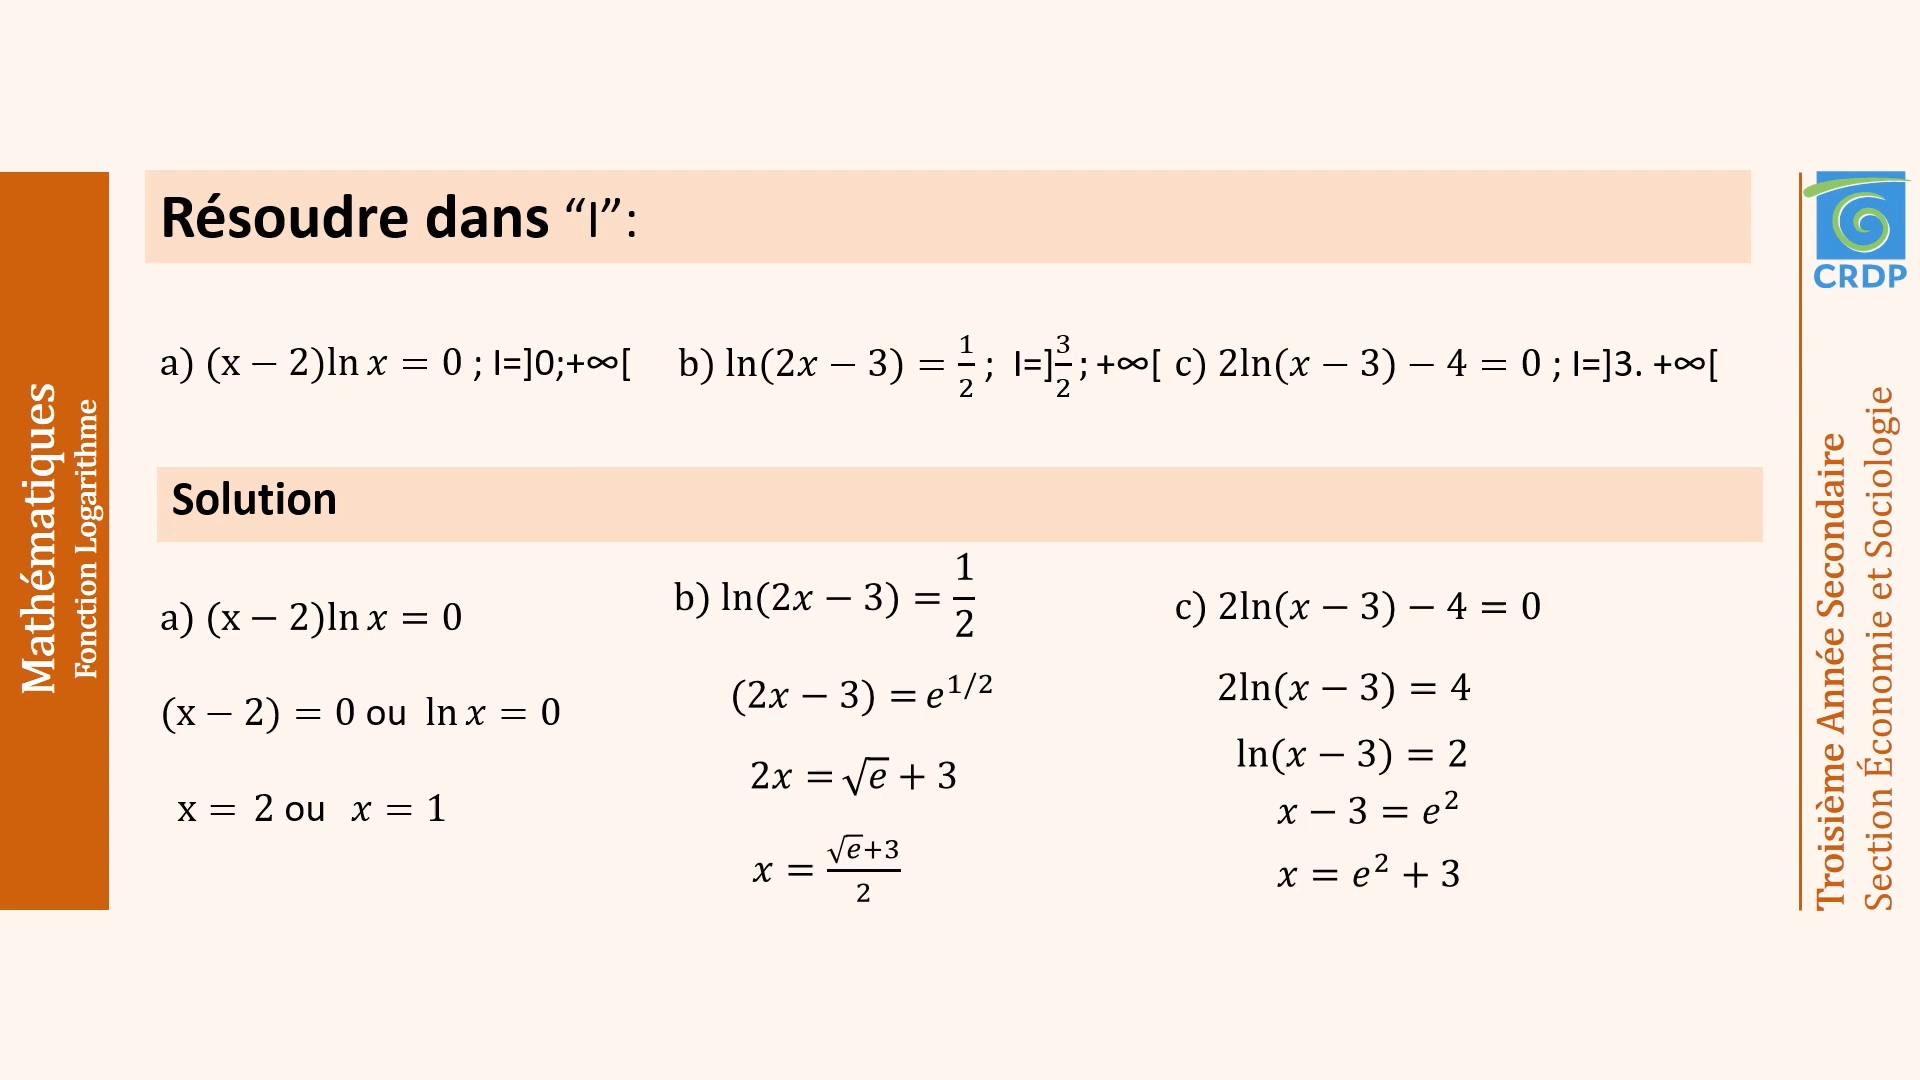 Mathématiques
Fonction Logarithme
Résoudre dans “I”:
a) (x − 2)ln x = 0 ; I=]0;+∞[ b) ln(2x − 3) = 1/2 ; I=]3/2 ; +∞[ c) 2ln(x − 3) − 4 = 0 ; I=]3. +∞[
Solution
a) (x − 2)ln x = 0
(x − 2) = 0 ou ln x = 0
x = 2 ou x = 1
b) ln(2x − 3) = 1/2
(2x − 3) = e^{1/2}
2x = √e + 3
x = (√e+3)/2
c) 2ln(x − 3) − 4 = 0
2ln(x − 3) = 4
ln(x − 3) = 2
x − 3 = e²
x = e² + 3
CRDP
Troisième Année Secondaire
Section Économie et Sociologie